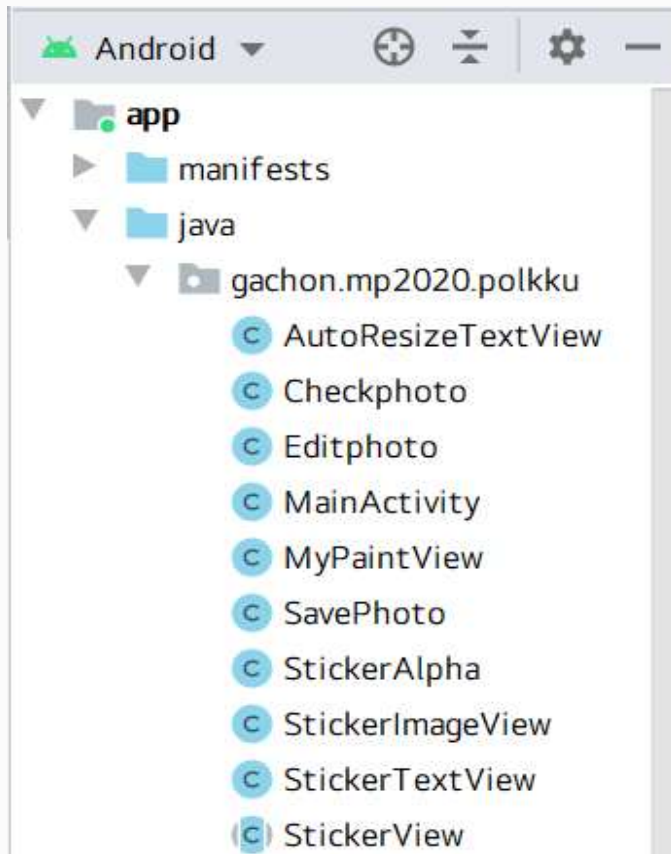 Android
app
manifests
java
gachon.mp2020.polkku
C AutoResizeTextView
C Checkphoto
C Editphoto
C MainActivity
C MyPaintView
C SavePhoto
C StickerAlpha
C StickerImageView
C StickerTextView
C StickerView